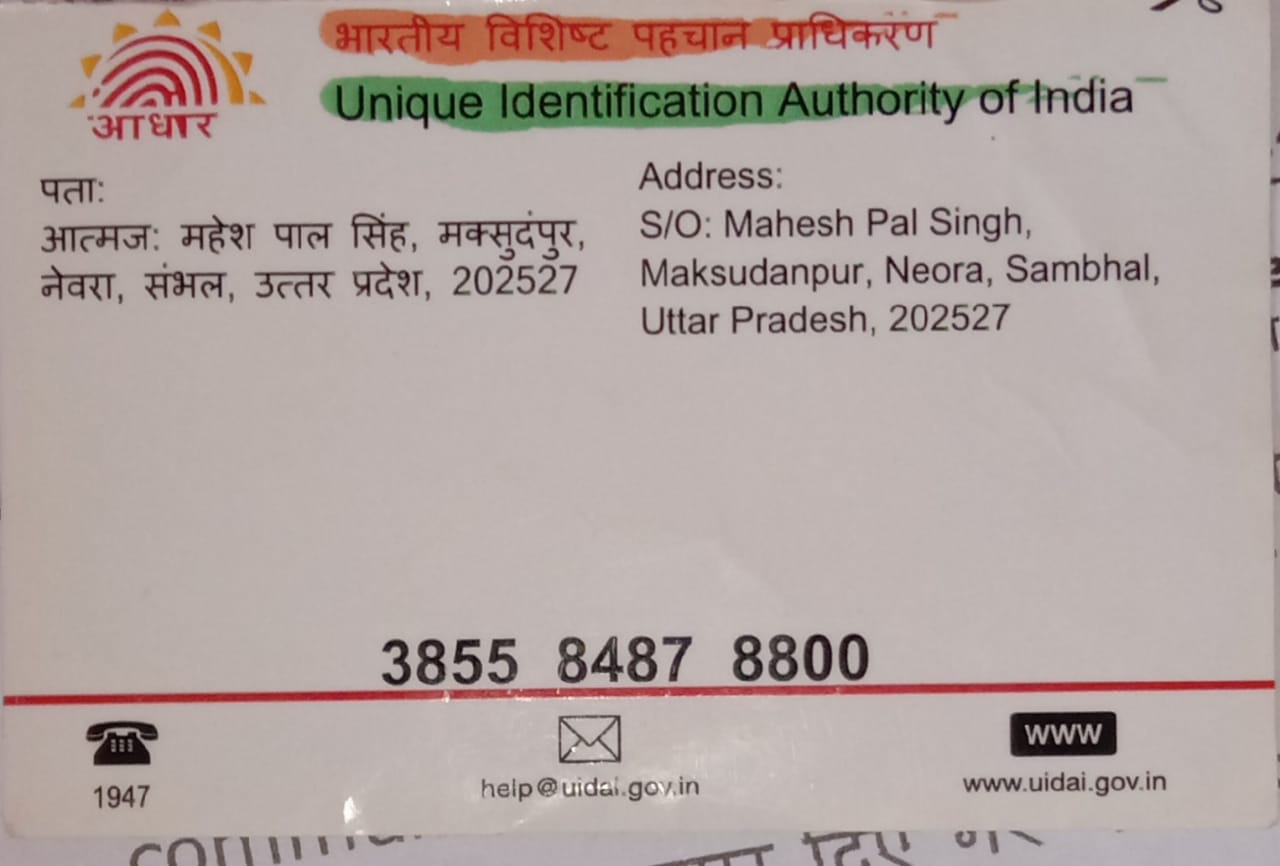 भारतीय विशिष्ट पहचान प्राधिकरण
Unique Identification Authority of India
आधार
पता:
आत्मज: महेश पाल सिंह, मक्सुदंपुर,
नेवरा, संभल, उत्तर प्रदेश, 202527
Address:
S/O: Mahesh Pal Singh,
Maksudanpur, Neora, Sambhal,
Uttar Pradesh, 202527
3855 8487 8800
1947
help@uidai.gov.in
www
www.uidai.gov.in